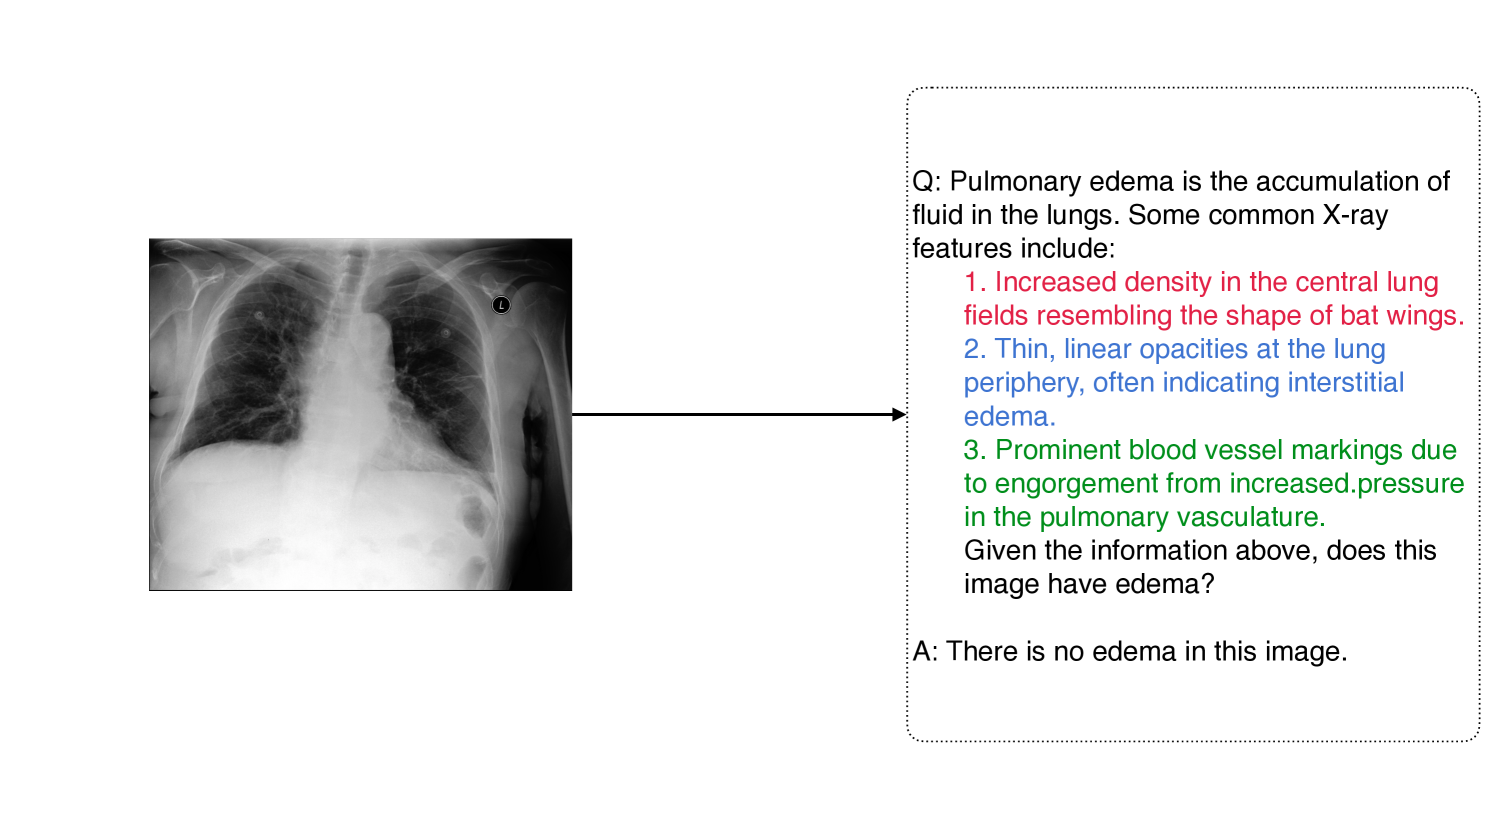 L
Q: Pulmonary edema is the accumulation of
fluid in the lungs. Some common X-ray
features include:
1. Increased density in the central lung
fields resembling the shape of bat wings.
2. Thin, linear opacities at the lung
periphery, often indicating interstitial
edema.
3. Prominent blood vessel markings due
to engorgement from increased.pressure
in the pulmonary vasculature.
Given the information above, does this
image have edema?
A: There is no edema in this image.